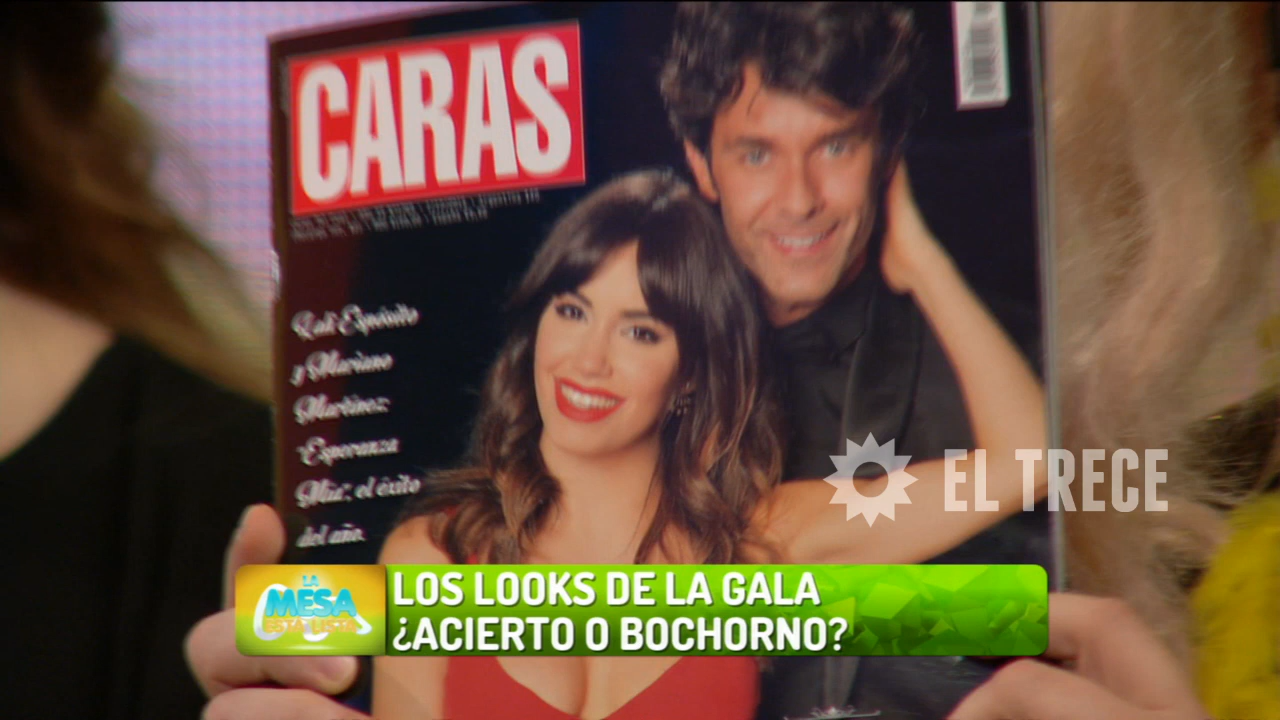 CARAS
Lali Espósito
y Mariano
Martínez:
"Esperanza
Mía": el éxito
del año.
EL TRECE
LA
MESA
ESTÁ LISTA
LOS LOOKS DE LA GALA
¿ACIERTO O BOCHORNO?